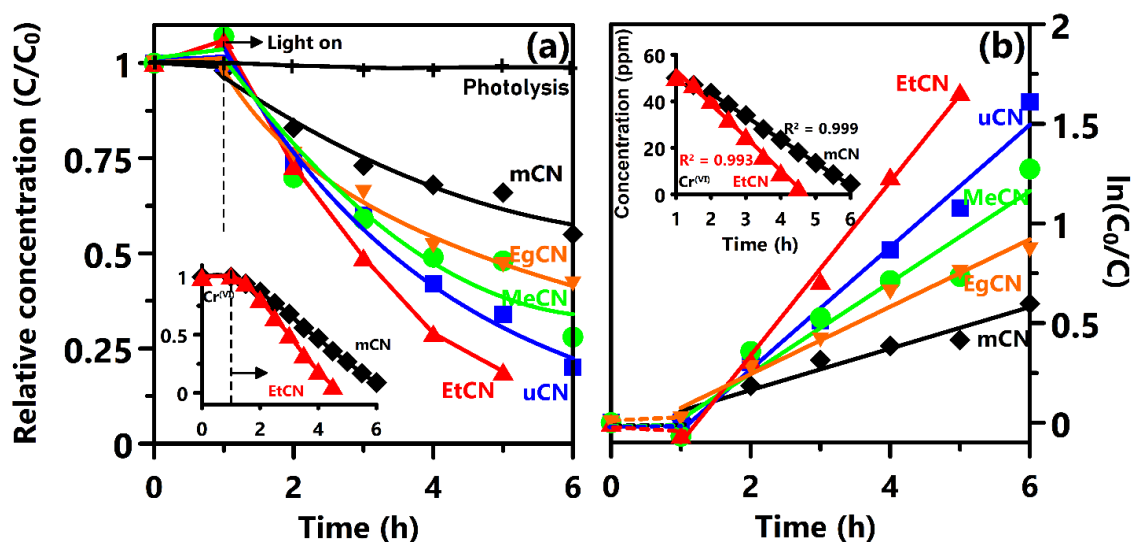 (a)
Light on
Photolysis
mCN
EgCN
MeCN
uCN
EtCN
Relative concentration (C/C₀)
1
0.75
0.5
0.25
0
0 2 4 6
Time (h)
Cr(VI)
mCN
EtCN
1
0.5
0
0 2 4 6
(b)
EtCN
uCN
MeCN
EgCN
mCN
ln(C₀/C)
2
1.5
1
0.5
0
0 1 2 3 4 5 6
Time (h)
Concentration (ppm)
60
40
20
0
R² = 0.999
mCN
R² = 0.993
Cr(VI)
EtCN
1 2 3 4 5 6
Time (h)